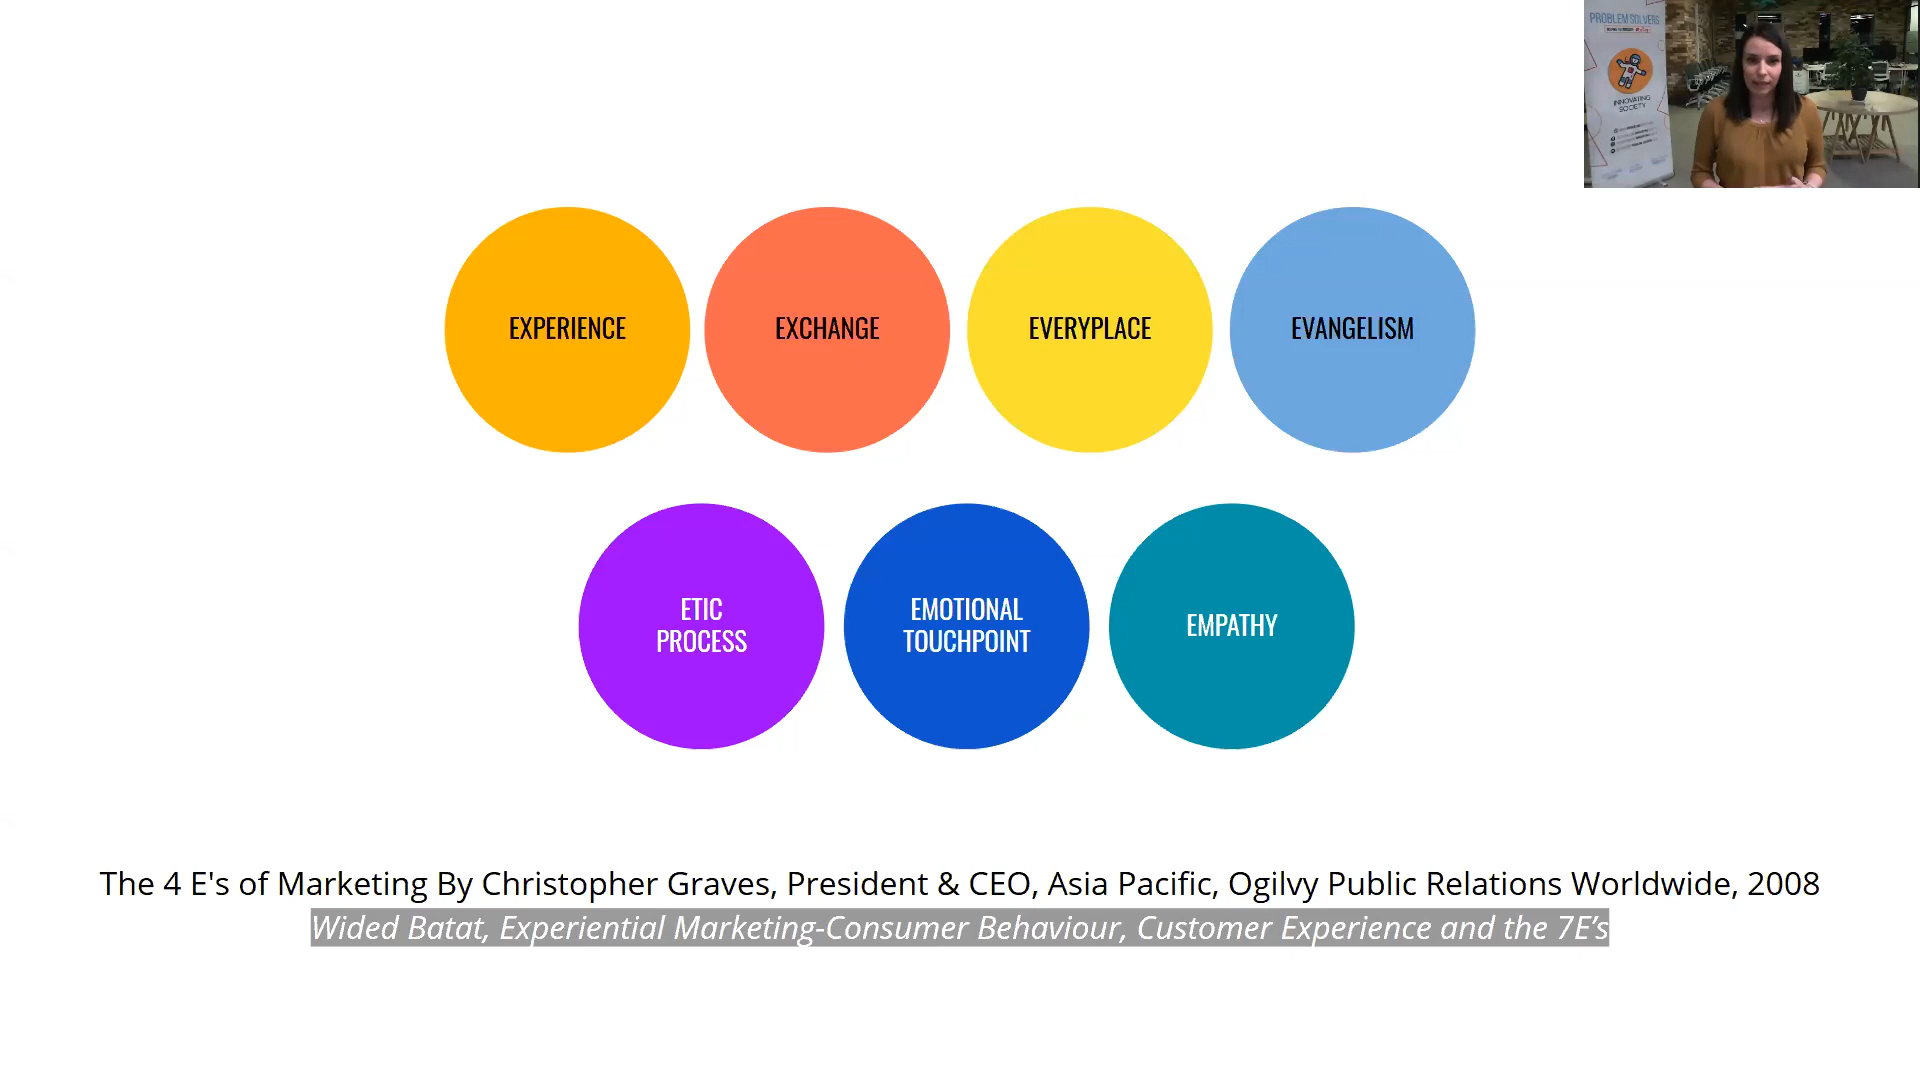 PROBLEM SOLVERS
INNOVATING
SOCIETY
EXPERIENCE
EXCHANGE
EVERYPLACE
EVANGELISM
ETIC
PROCESS
EMOTIONAL
TOUCHPOINT
EMPATHY
The 4 E's of Marketing By Christopher Graves, President & CEO, Asia Pacific, Ogilvy Public Relations Worldwide, 2008
Wided Batat, Experiential Marketing-Consumer Behaviour, Customer Experience and the 7E’s